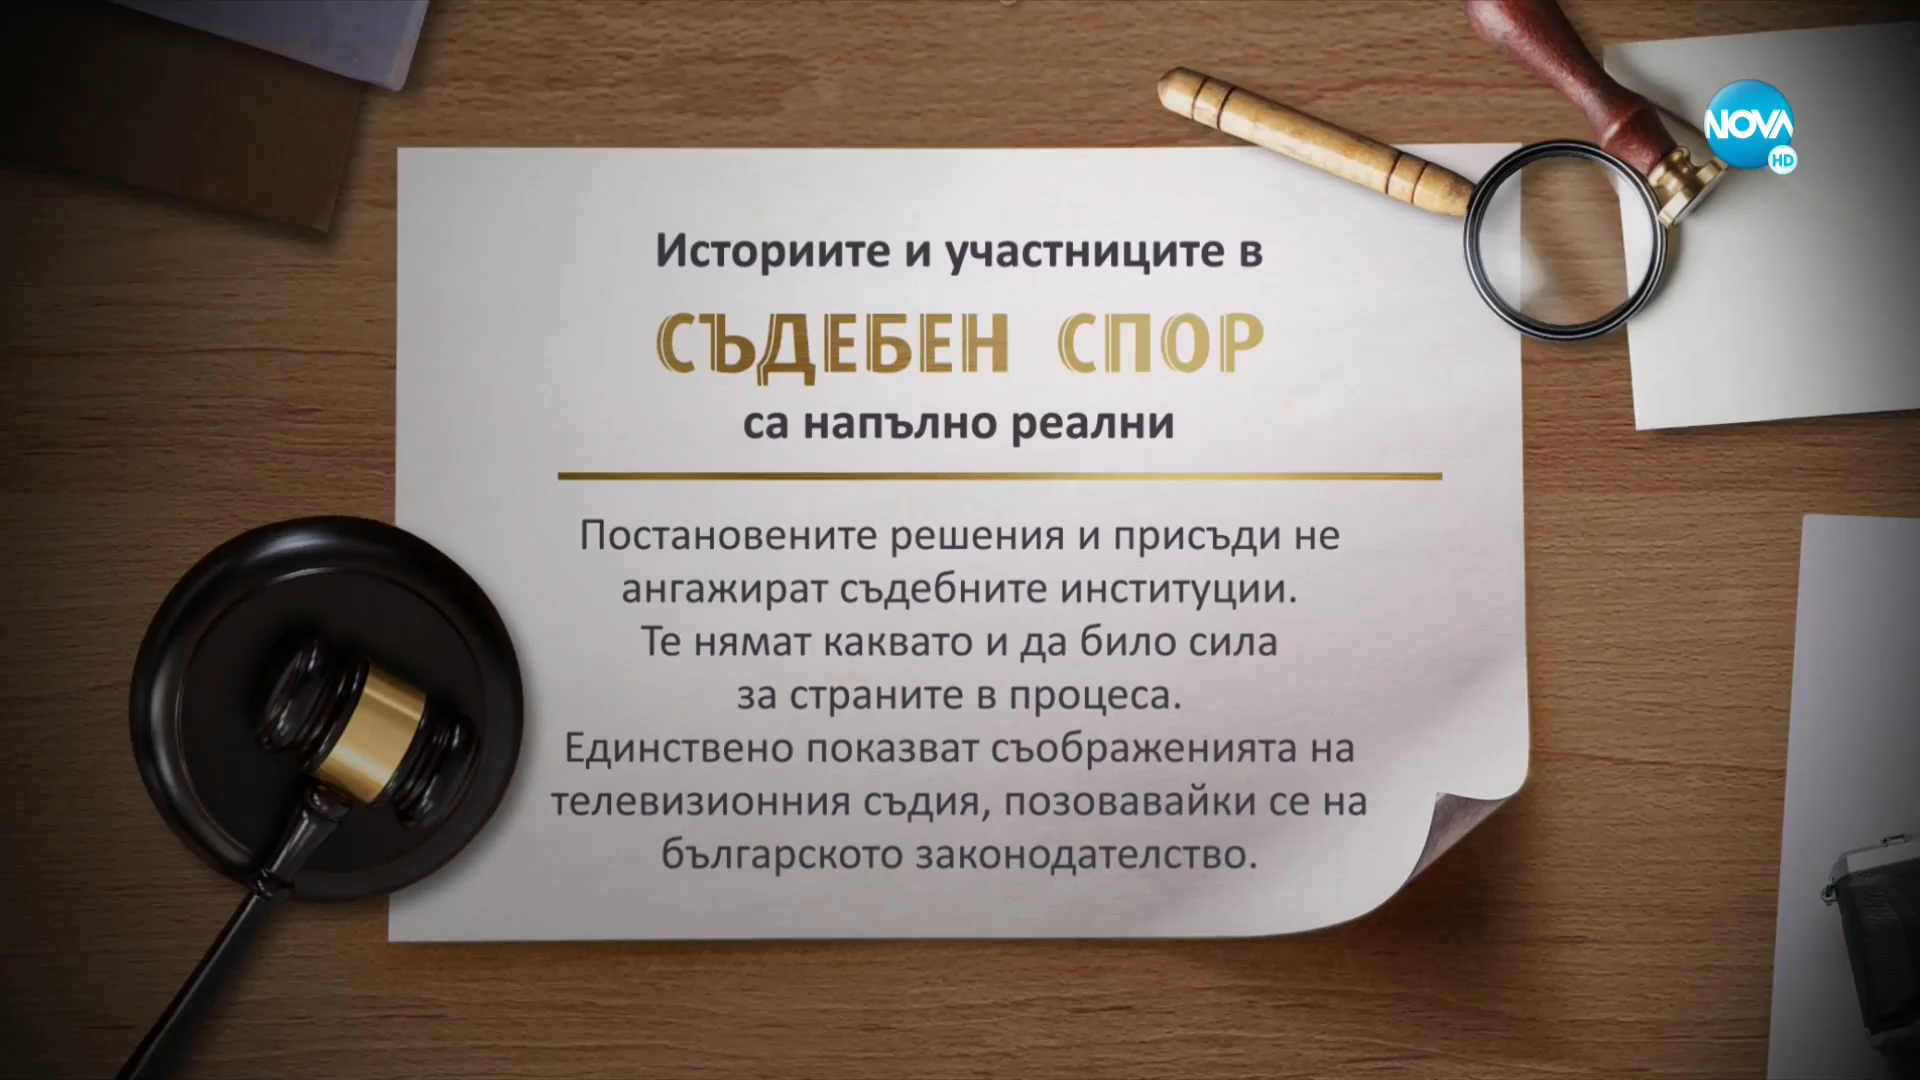 NOVA
HD
Историите и участниците в
СЪДЕБЕН СПОР
са напълно реални
Постановените решения и присъди не
ангажират съдебните институции.
Те нямат каквато и да било сила
за страните в процеса.
Единствено показват съображенията на
телевизионния съдия, позовавайки се на
българското законодателство.